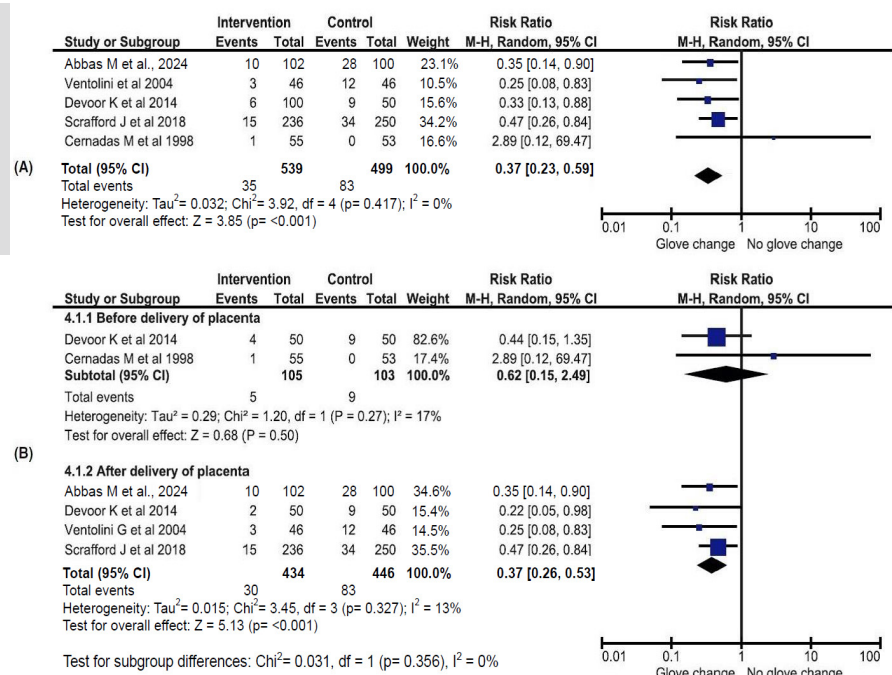 Intervention Control Risk Ratio Risk Ratio
Study or Subgroup Events Total Events Total Weight M-H, Random, 95% CI M-H, Random, 95% CI
Abbas M et al., 2024 10 102 28 100 23.1% 0.35 [0.14, 0.90]
Ventolini et al 2004 3 46 12 46 10.5% 0.25 [0.08, 0.83]
Devoor K et al 2014 6 100 9 50 15.6% 0.33 [0.13, 0.88]
Scrafford J et al 2018 15 236 34 250 34.2% 0.47 [0.26, 0.84]
Cernadas M et al 1998 1 55 0 53 16.6% 2.89 [0.12, 69.47]
(A) Total (95% CI) 539 499 100.0% 0.37 [0.23, 0.59]
Total events 35 83
Heterogeneity: Tau²= 0.032; Chi²= 3.92, df = 4 (p= 0.417); I² = 0%
Test for overall effect: Z = 3.85 (p= <0.001)
0.01 0.1 1 10 100
Glove change No glove change
Intervention Control Risk Ratio Risk Ratio
Study or Subgroup Events Total Events Total Weight M-H, Random, 95% CI M-H, Random, 95% CI
4.1.1 Before delivery of placenta
Devoor K et al 2014 4 50 9 50 82.6% 0.44 [0.15, 1.35]
Cernadas M et al 1998 1 55 0 53 17.4% 2.89 [0.12, 69.47]
Subtotal (95% CI) 105 103 100.0% 0.62 [0.15, 2.49]
Total events 5 9
Heterogeneity: Tau² = 0.29; Chi² = 1.20, df = 1 (P = 0.27); I² = 17%
Test for overall effect: Z = 0.68 (P = 0.50)
(B)
4.1.2 After delivery of placenta
Abbas M et al., 2024 10 102 28 100 34.6% 0.35 [0.14, 0.90]
Devoor K et al 2014 2 50 9 50 15.4% 0.22 [0.05, 0.98]
Ventolini G et al 2004 3 46 12 46 14.5% 0.25 [0.08, 0.83]
Scrafford J et al 2018 15 236 34 250 35.5% 0.47 [0.26, 0.84]
Total (95% CI) 434 446 100.0% 0.37 [0.26, 0.53]
Total events 30 83
Heterogeneity: Tau²= 0.015; Chi²= 3.45, df = 3 (p= 0.327); I² = 13%
Test for overall effect: Z = 5.13 (p= <0.001)
0.01 0.1 1 10 100
Test for subgroup differences: Chi²= 0.031, df = 1 (p= 0.356), I² = 0%
Glove change No glove change